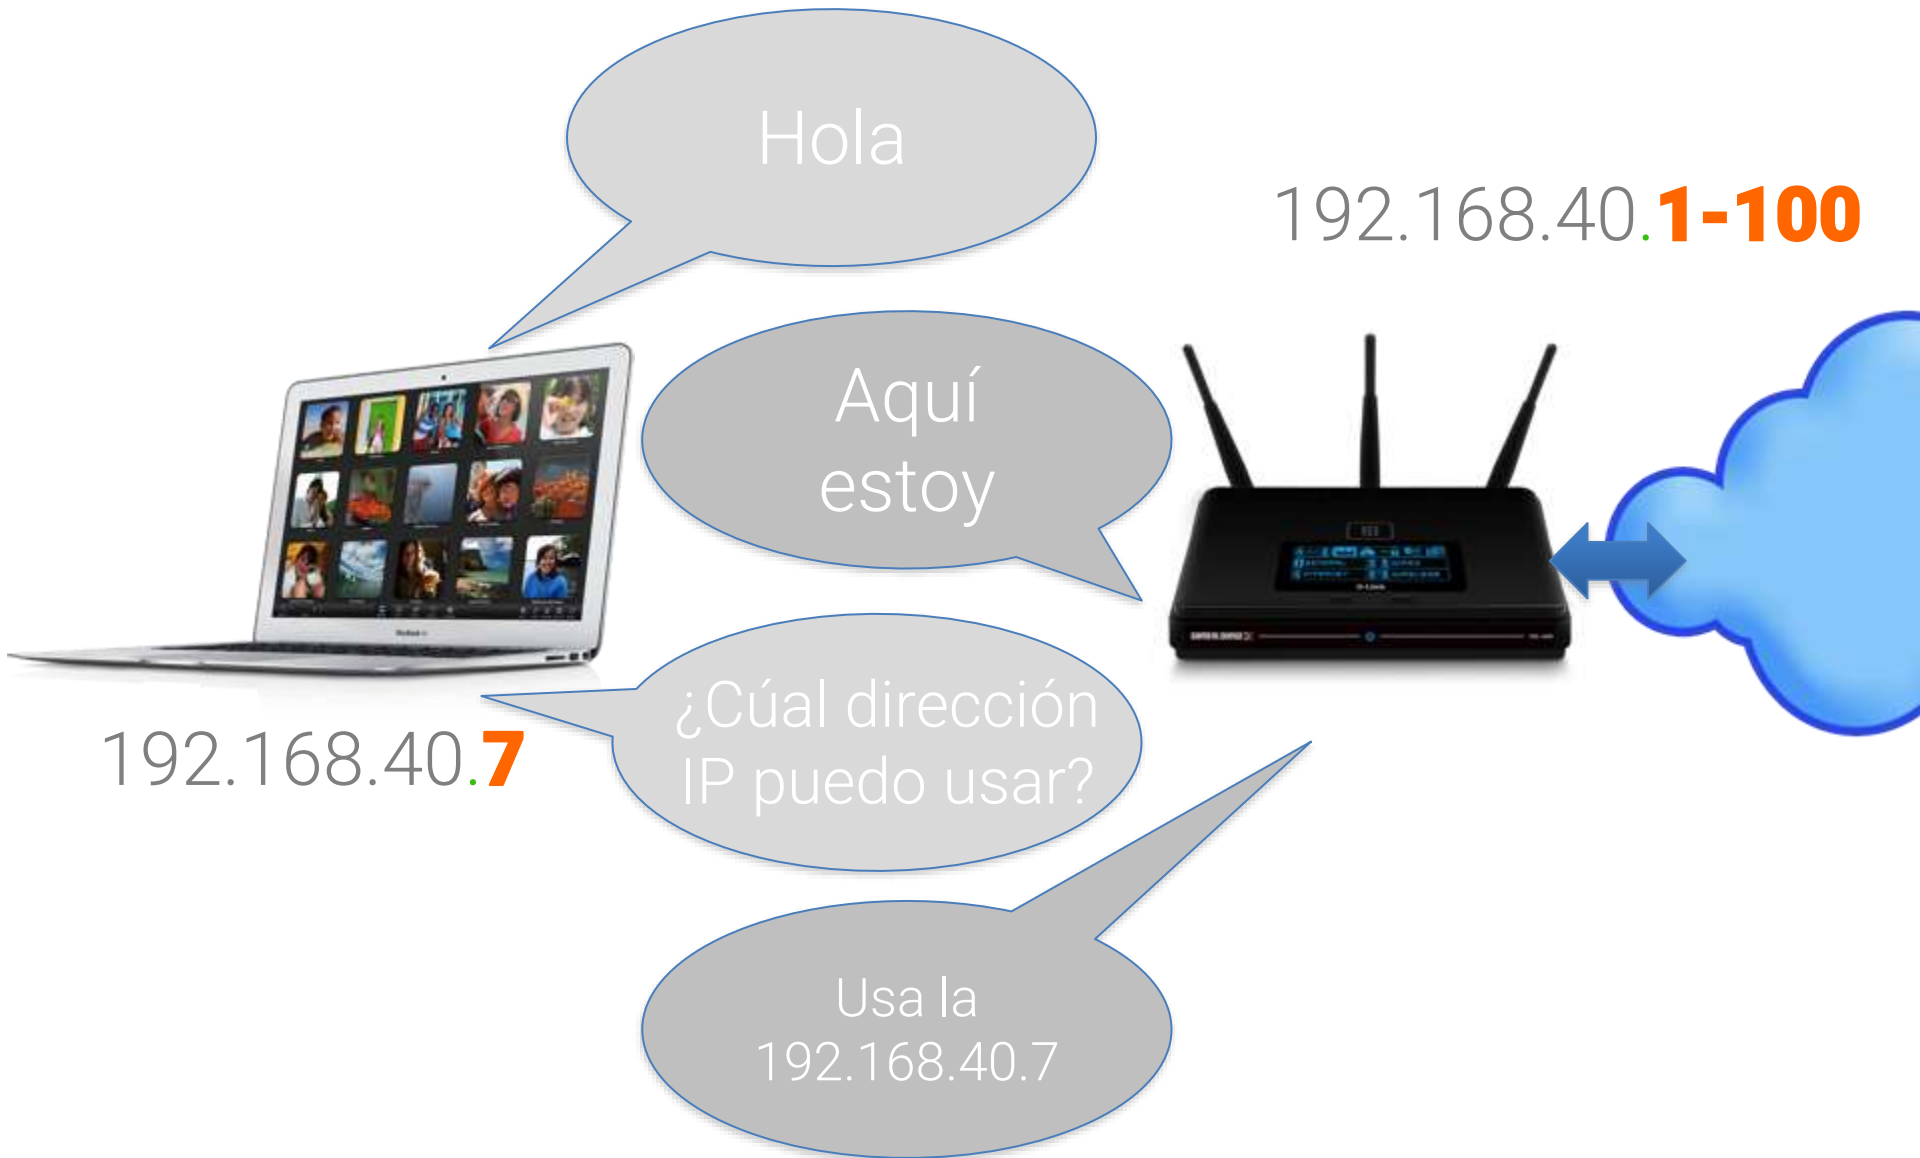 Hola
192.168.40.1-100
Aquí
estoy
¿Cúal dirección
IP puedo usar?
192.168.40.7
Usa la
192.168.40.7
D-Link